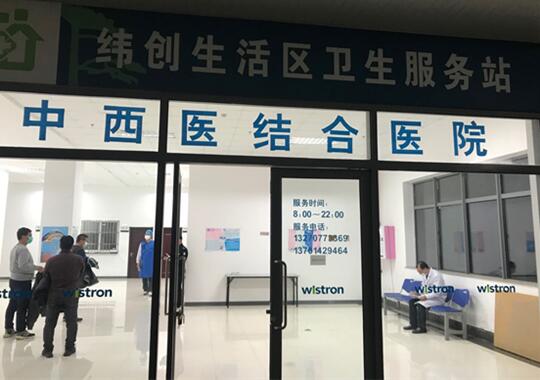 纬创生活区卫生服务站
中西医结合医院
服务时间:
8:00~22:00
服务电话:
13761429464
wistron
wistron
wistron
wistron